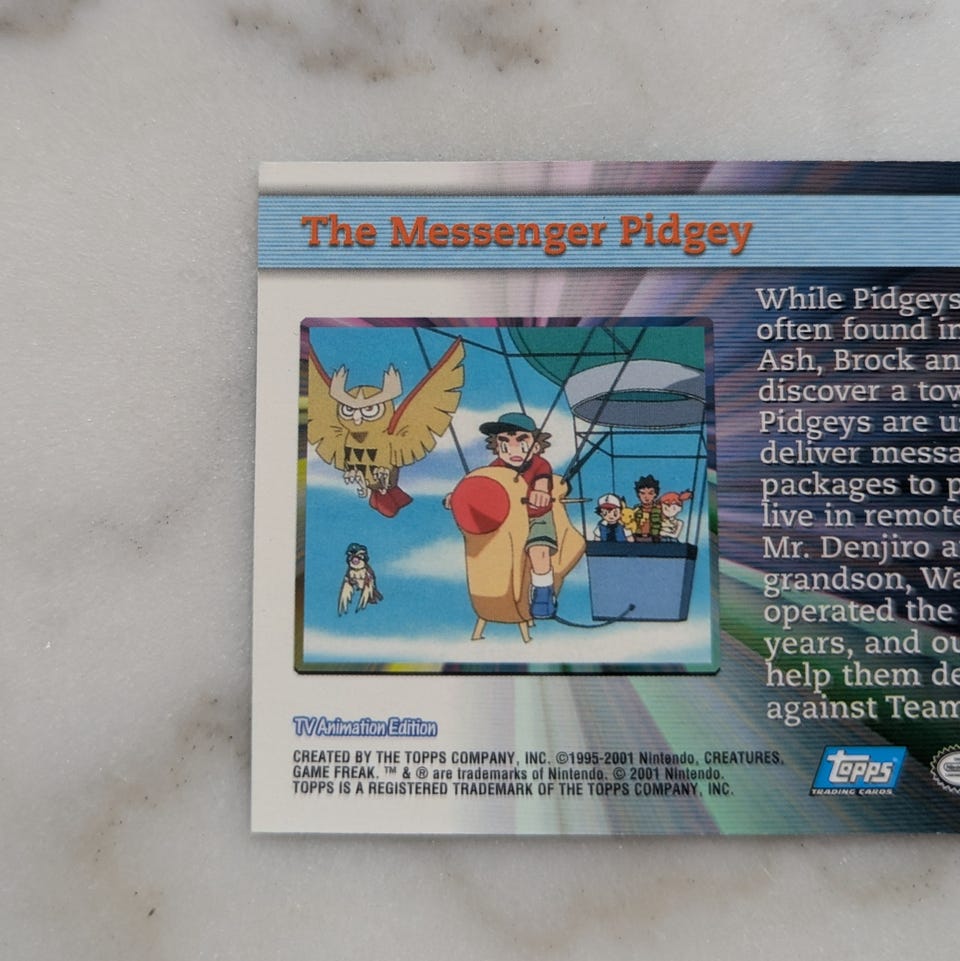 The Messenger Pidgey
While Pidgeys
often found in
Ash, Brock an
discover a tow
Pidgeys are u
deliver messa
packages to p
live in remote
Mr. Denjiro a
grandson, Wa
operated the
years, and ou
help them de
against Team
TV Animation Edition
CREATED BY THE TOPPS COMPANY, INC. ©1995-2001 Nintendo, CREATURES,
GAME FREAK. ™ & ® are trademarks of Nintendo. © 2001 Nintendo.
TOPPS IS A REGISTERED TRADEMARK OF THE TOPPS COMPANY, INC.
topps
TRADING CARDS